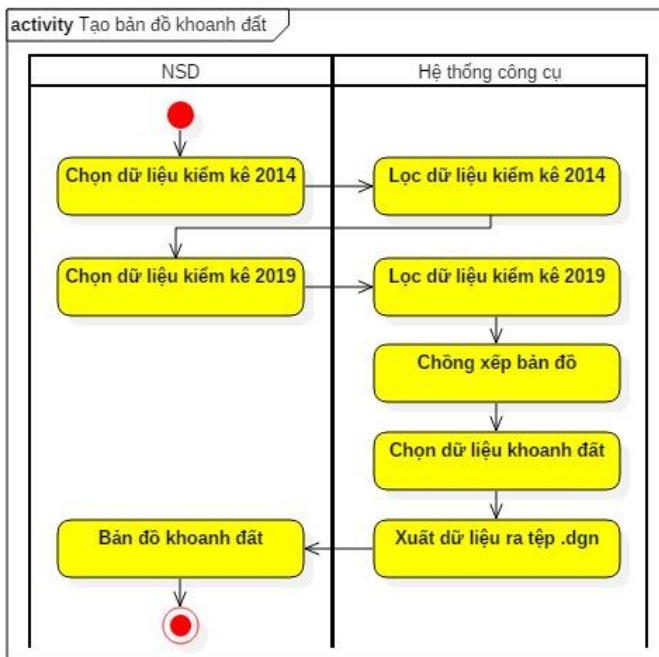 activity Tạo bản đồ khoanh đất
NSD
Hệ thống công cụ
Chọn dữ liệu kiểm kê 2014
Lọc dữ liệu kiểm kê 2014
Chọn dữ liệu kiểm kê 2019
Lọc dữ liệu kiểm kê 2019
Chồng xếp bản đồ
Chọn dữ liệu khoanh đất
Bản đồ khoanh đất
Xuất dữ liệu ra tệp .dgn